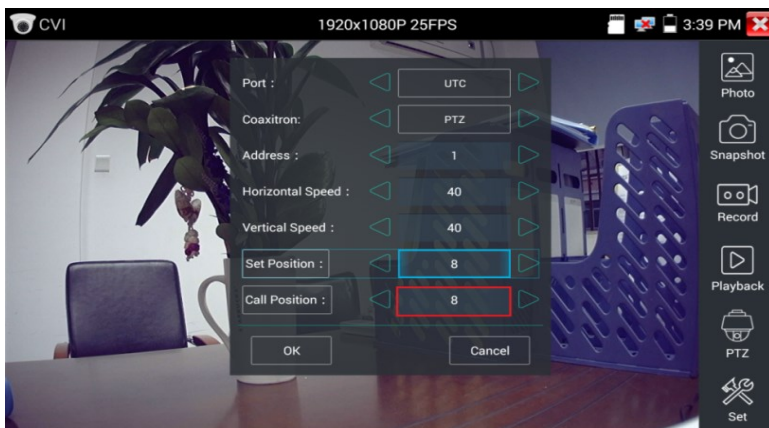 CVI 1920x1080P 25FPS 3:39 PM
Port : UTC
Coaxitron: PTZ
Address : 1
Horizontal Speed : 40
Vertical Speed : 40
Set Position : 8
Call Position : 8
OK Cancel
Photo
Snapshot
Record
Playback
PTZ
Set